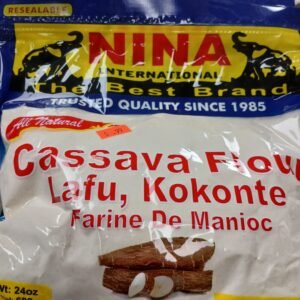 RESEALABLE
NINA
INTERNATIONAL
The Best Brand
TRUSTED QUALITY SINCE 1985
All Natural
Cassava Flou
Lafu, Kokonte
Farine De Manioc
Wt: 24oz